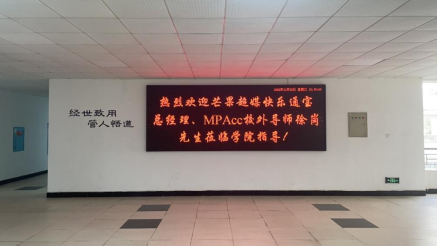 经世致用
管人悟道
热烈欢迎芒果超媒快乐通宝
总经理、MPAcc校外导师徐岗
先生莅临学院指导！